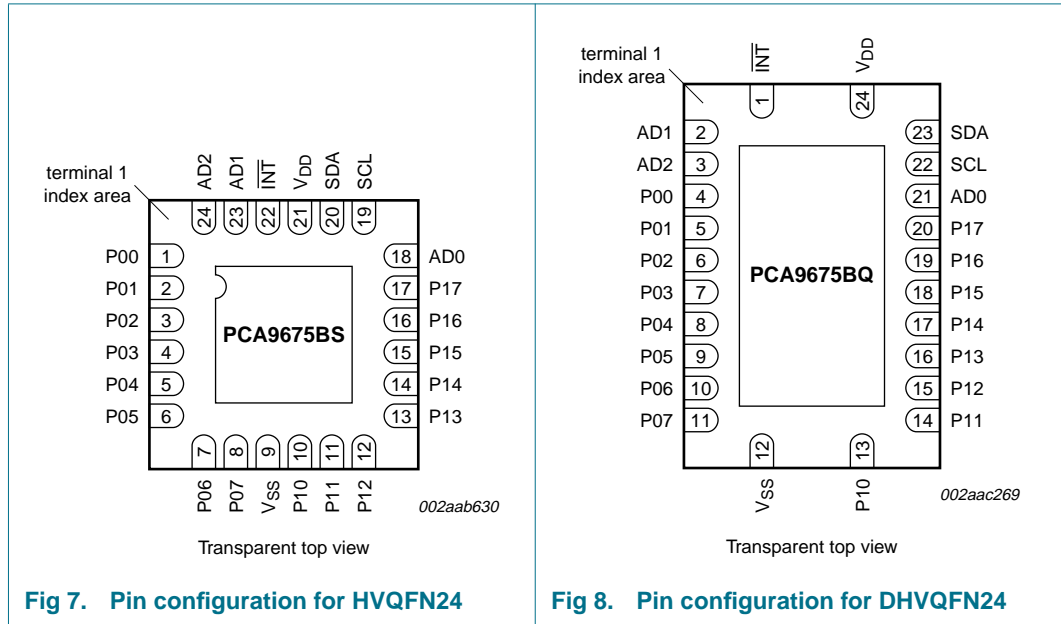 terminal 1
index area
AD2
AD1
INT
VDD
SDA
SCL
24
23
22
21
20
19
P00 1
P01 2
P02 3
P03 4
P04 5
P05 6
PCA9675BS
18 AD0
17 P17
16 P16
15 P15
14 P14
13 P13
7
8
9
10
11
12
P06
P07
VSS
P10
P11
P12
002aab630
Transparent top view
Fig 7. Pin configuration for HVQFN24
terminal 1
index area
INT
VDD
1
24
AD1 2
AD2 3
P00 4
P01 5
P02 6
P03 7
P04 8
P05 9
P06 10
P07 11
PCA9675BQ
23 SDA
22 SCL
21 AD0
20 P17
19 P16
18 P15
17 P14
16 P13
15 P12
14 P11
12
13
VSS
P10
002aac269
Transparent top view
Fig 8. Pin configuration for DHVQFN24